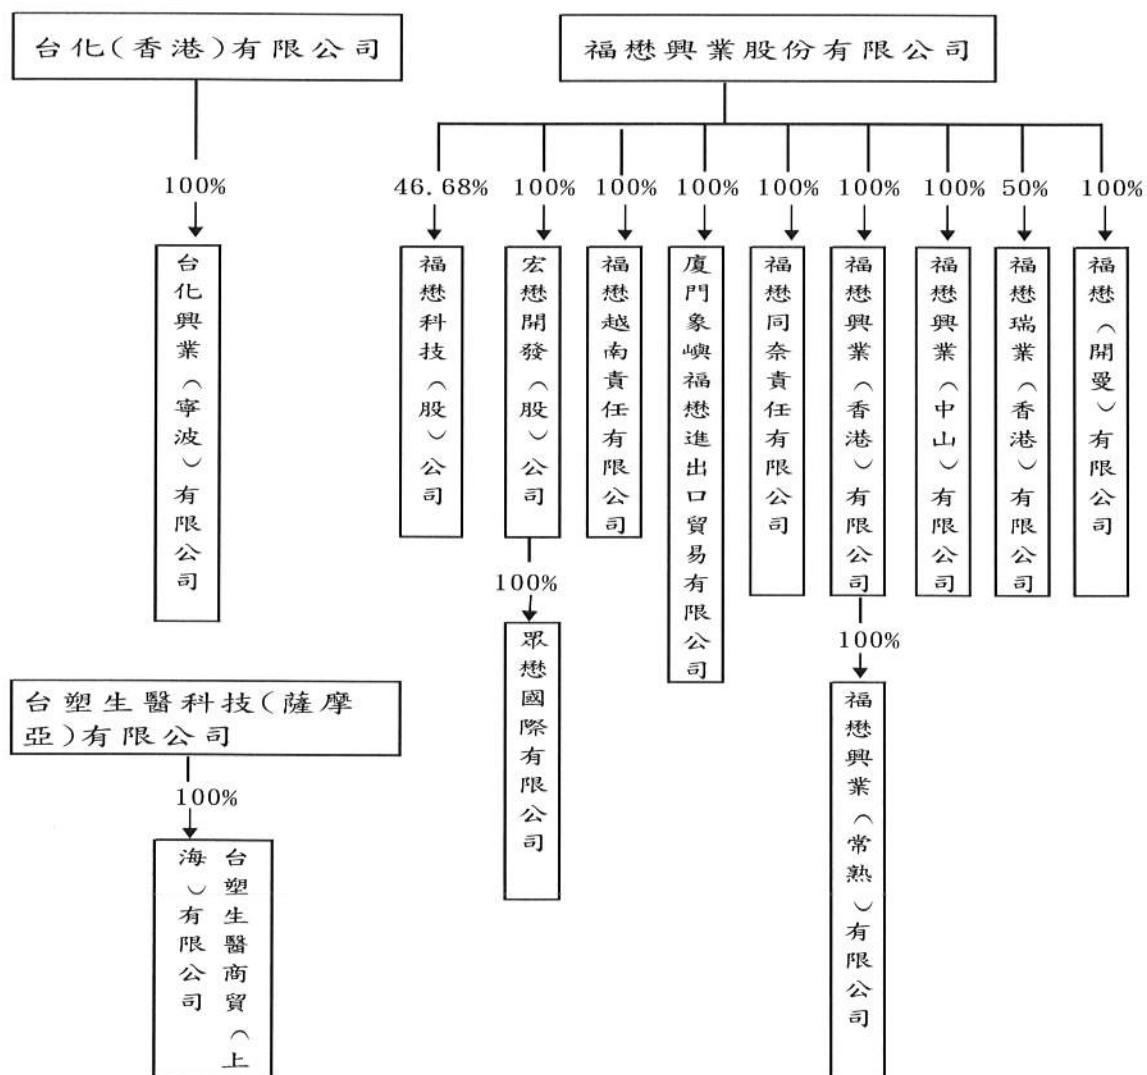 台化(香港)有限公司
福懋興業股份有限公司
100%
46.68%
100%
100%
100%
100%
100%
100%
50%
100%
台化興業（寧波）有限公司
福懋科技（股）公司
宏懋開發（股）公司
福懋越南責任有限公司
廈門象嶼福懋進出口貿易有限公司
福懋同奈責任有限公司
福懋興業（香港）有限公司
福懋興業（中山）有限公司
福懋瑞業（香港）有限公司
福懋（開曼）有限公司
100%
眾懋國際有限公司
100%
福懋興業（常熟）有限公司
台塑生醫科技(薩摩
亞)有限公司
100%
台塑生醫商貿（上
海）有限公司